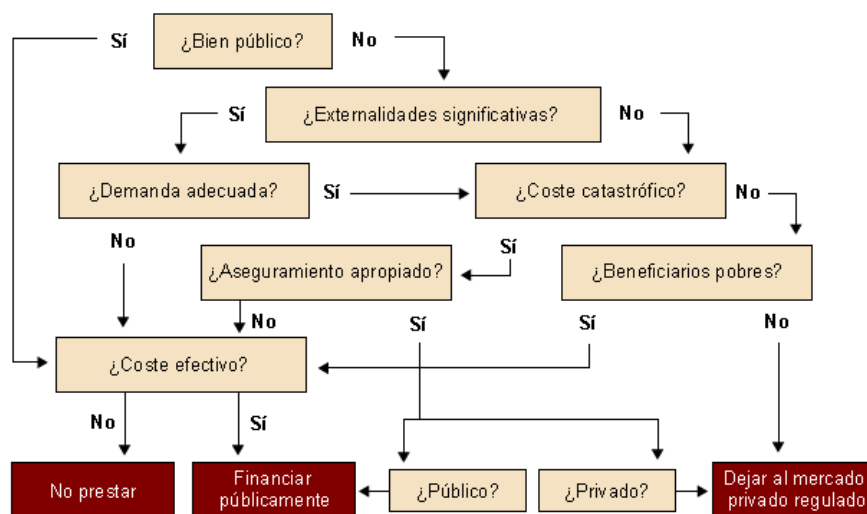 Sí
¿Bien público?
No
Sí
¿Externalidades significativas?
No
¿Demanda adecuada?
Sí
¿Coste catastrófico?
No
No
¿Aseguramiento apropiado?
Sí
¿Beneficiarios pobres?
No
Sí
Sí
No
¿Coste efectivo?
No
Sí
No prestar
Financiar
públicamente
¿Público?
¿Privado?
Dejar al mercado
privado regulado